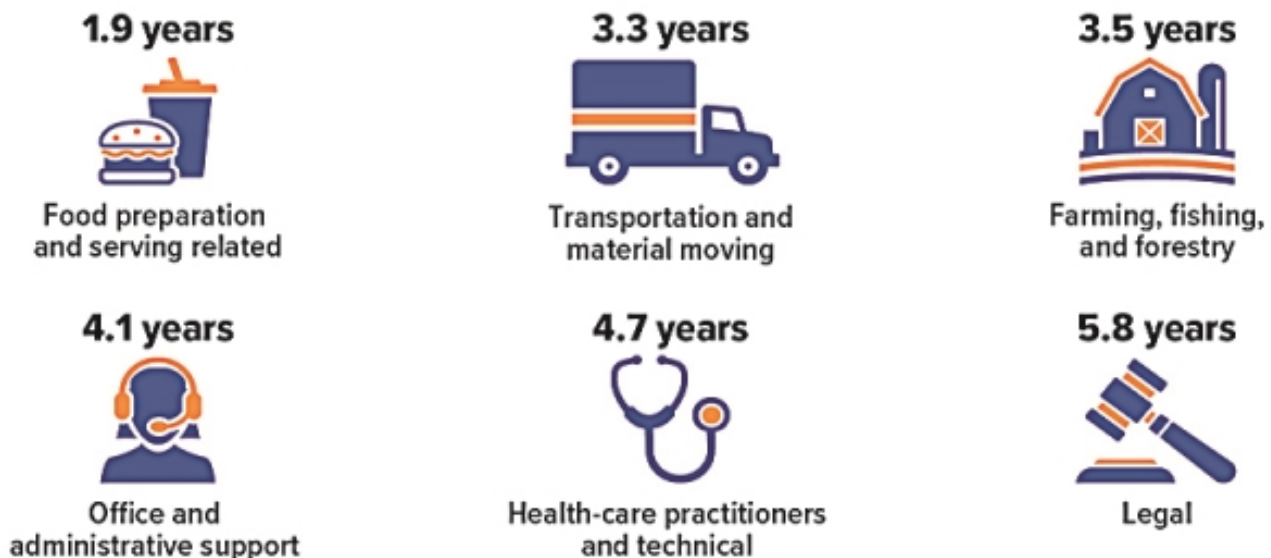 1.9 years
Food preparation
and serving related
3.3 years
Transportation and
material moving
3.5 years
Farming, fishing,
and forestry
4.1 years
Office and
administrative support
4.7 years
Health-care practitioners
and technical
5.8 years
Legal